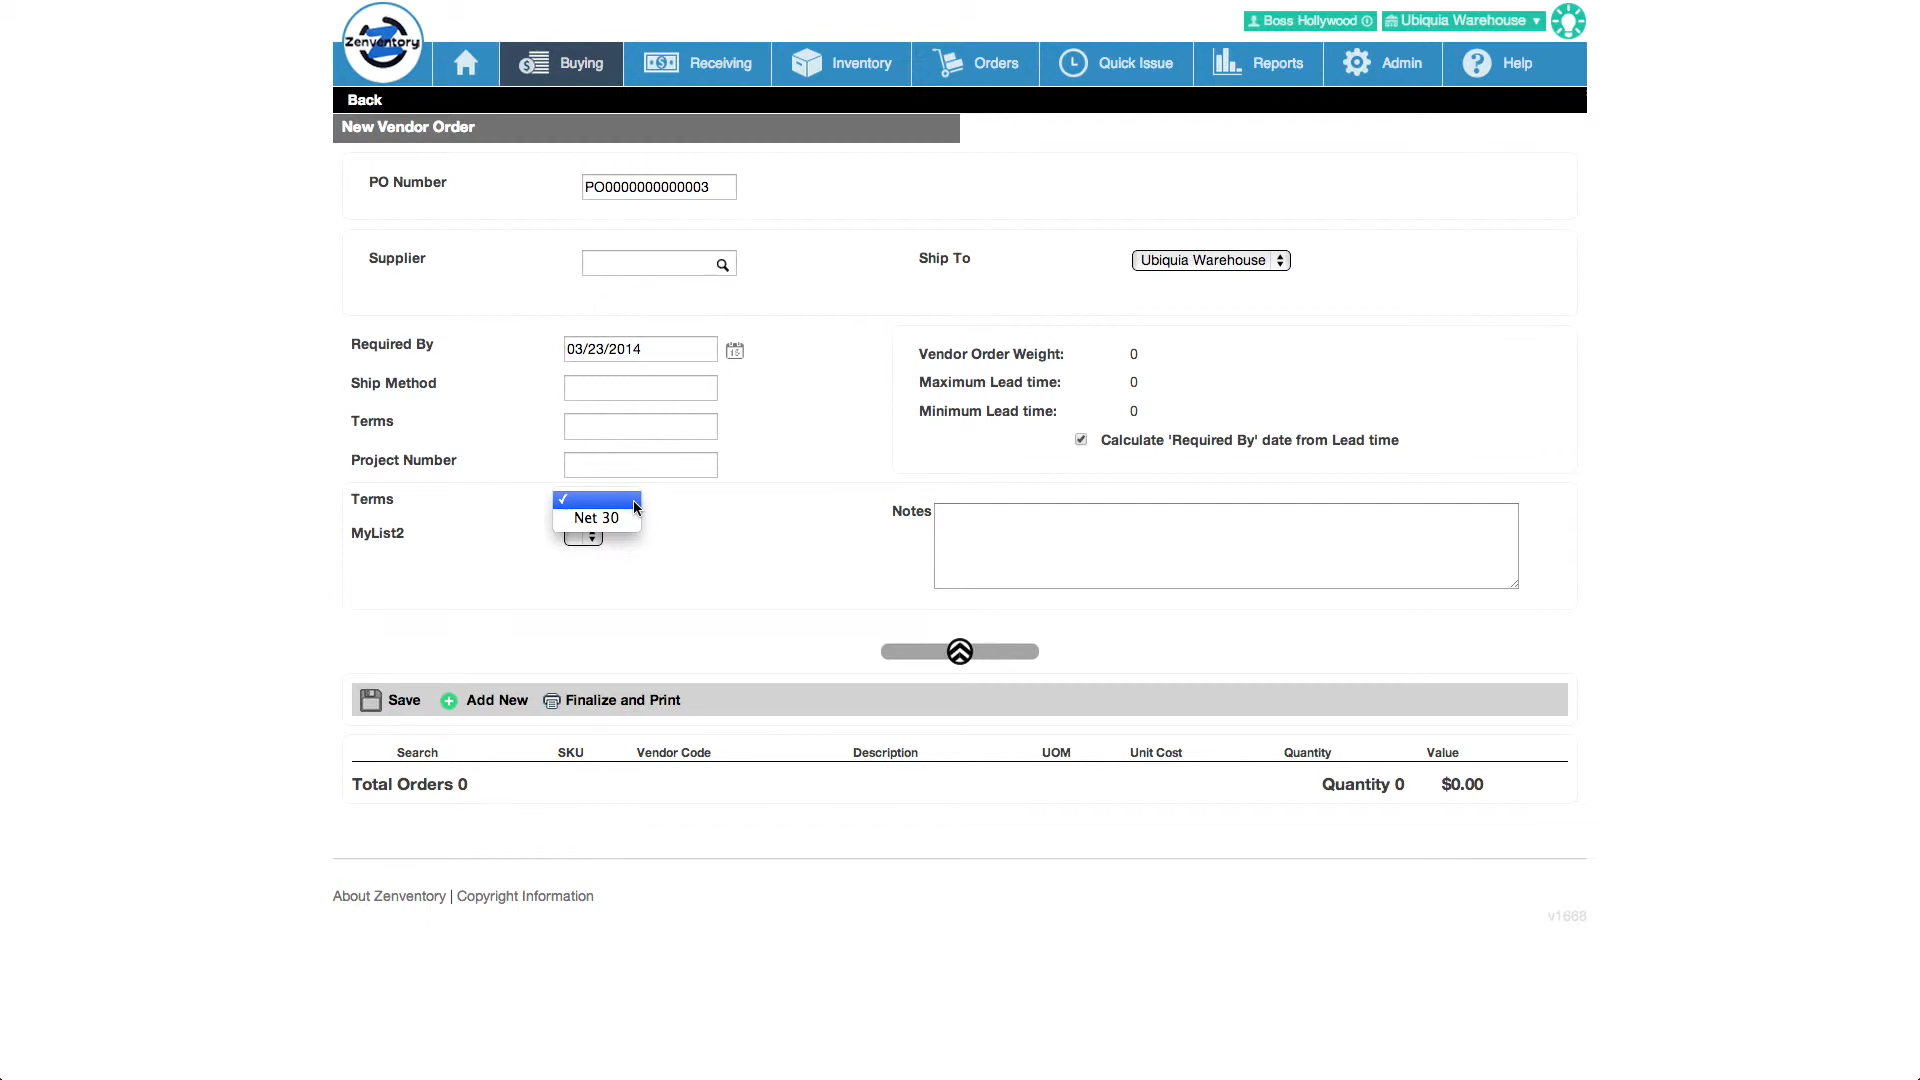 Boss Hollywood
Ubiquia Warehouse
Zenventory
Buying
Receiving
Inventory
Orders
Quick Issue
Reports
Admin
Help
Back
New Vendor Order
PO Number
PO0000000000003
Supplier
Ship To
Ubiquia Warehouse
Required By
03/23/2014
Ship Method
Terms
Project Number
Vendor Order Weight: 0
Maximum Lead time: 0
Minimum Lead time: 0
Calculate 'Required By' date from Lead time
Terms
Net 30
MyList2
Notes
Save
Add New
Finalize and Print
Search SKU Vendor Code Description UOM Unit Cost Quantity Value
Total Orders 0 Quantity 0 $0.00
About Zenventory | Copyright Information
v1668